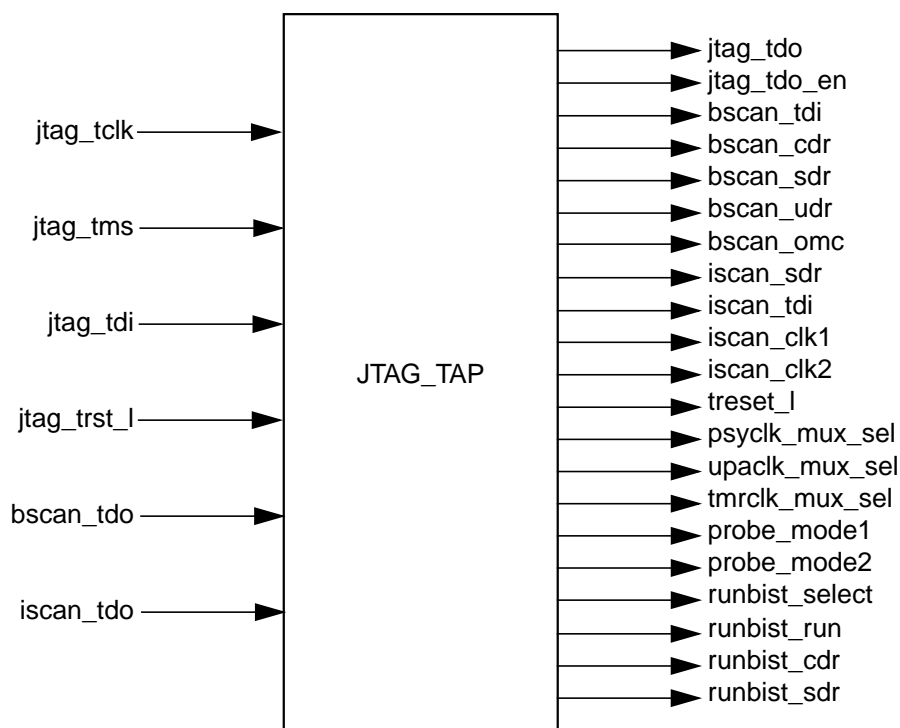 jtag_tclk
jtag_tms
jtag_tdi
jtag_trst_l
bscan_tdo
iscan_tdo
JTAG_TAP
jtag_tdo
jtag_tdo_en
bscan_tdi
bscan_cdr
bscan_sdr
bscan_udr
bscan_omc
iscan_sdr
iscan_tdi
iscan_clk1
iscan_clk2
treset_l
psyclk_mux_sel
upaclk_mux_sel
tmrclk_mux_sel
probe_mode1
probe_mode2
runbist_select
runbist_run
runbist_cdr
runbist_sdr